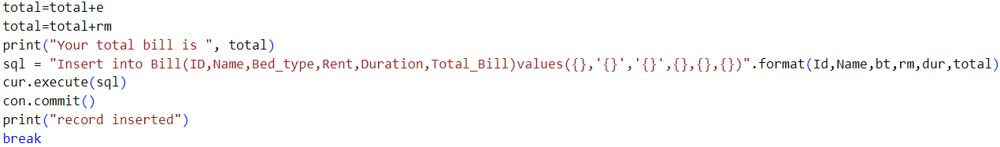 total=total+e
total=total+rm
print("Your total bill is ", total)
sql = "Insert into Bill(ID,Name,Bed_type,Rent,Duration,Total_Bill)values({},'{}','{}',{},{},{})".format(Id,Name,bt,rm,dur,total)
cur.execute(sql)
con.commit()
print("record inserted")
break